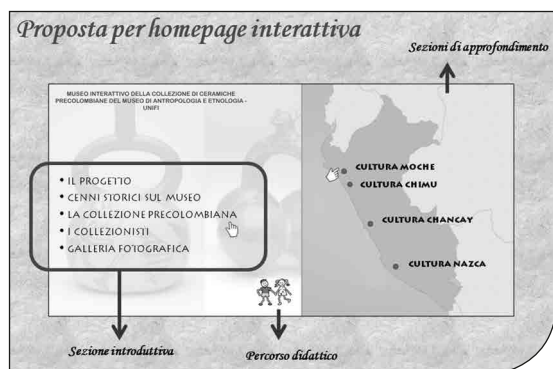 Proposta per homepage interattiva
Sezioni di approfondimento
MUSEO INTERATTIVO DELLA COLLEZIONE DI CERAMICHE
PRECOLOMBIANE DEL MUSEO DI ANTROPOLOGIA E ETNOLOGIA -
UNIFI
• IL PROGETTO
• CENNI STORICI SUL MUSEO
• LA COLLEZIONE PRECOLOMBIANA
• I COLLEZIONISTI
• GALLERIA FOTOGRAFICA
CULTURA MOCHE
CULTURA CHIMU
CULTURA CHANCAY
CULTURA NAZCA
Sezione introduttiva
Percorso didattico